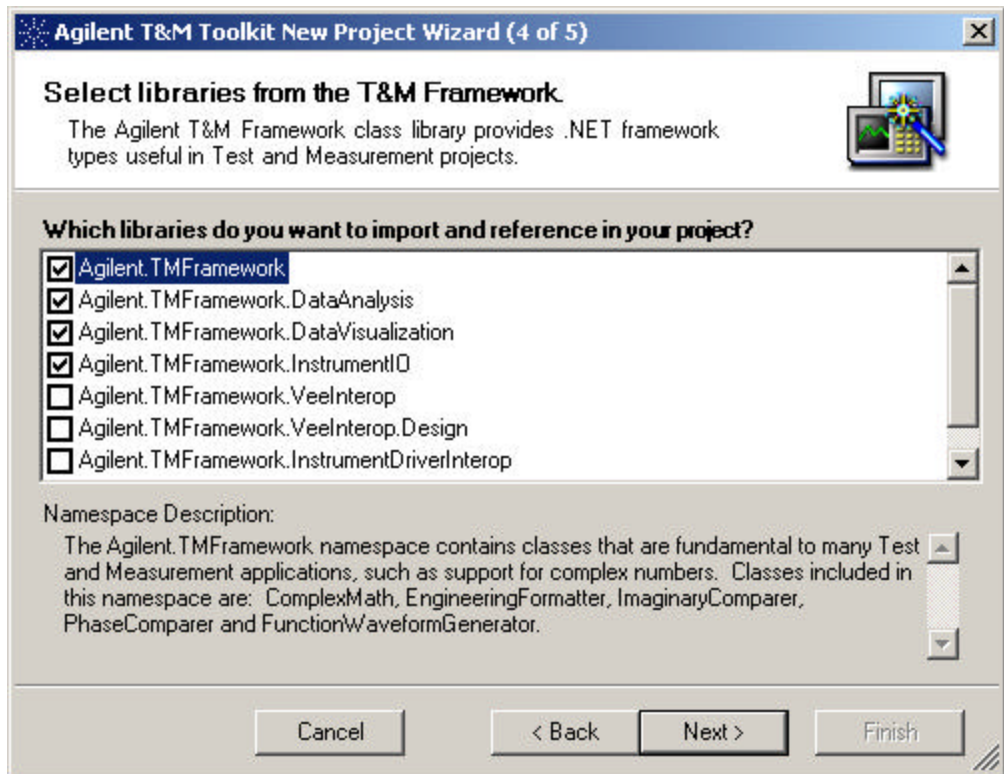 Agilent T&M Toolkit New Project Wizard (4 of 5)
Select libraries from the T&M Framework.
The Agilent T&M Framework class library provides .NET framework
types useful in Test and Measurement projects.
Which libraries do you want to import and reference in your project?
Agilent.TMFramework
Agilent.TMFramework.DataAnalysis
Agilent.TMFramework.DataVisualization
Agilent.TMFramework.InstrumentIO
Agilent.TMFramework.VeeInterop
Agilent.TMFramework.VeeInterop.Design
Agilent.TMFramework.InstrumentDriverInterop
Namespace Description:
The Agilent.TMFramework namespace contains classes that are fundamental to many Test
and Measurement applications, such as support for complex numbers. Classes included in
this namespace are: ComplexMath, EngineeringFormatter, ImaginaryComparer,
PhaseComparer and FunctionWaveformGenerator.
Cancel
< Back
Next >
Finish